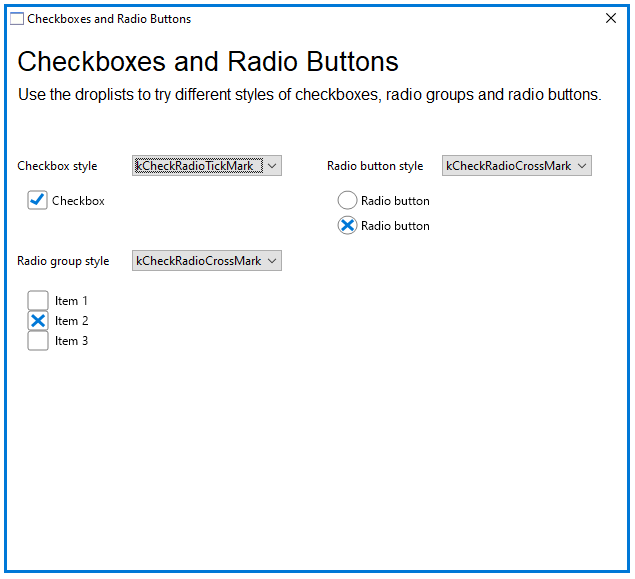 Checkboxes and Radio Buttons
Checkboxes and Radio Buttons
Use the droplists to try different styles of checkboxes, radio groups and radio buttons.
Checkbox style kCheckRadioTickMark Radio button style kCheckRadioCrossMark
Checkbox Radio button
Radio button
Radio group style kCheckRadioCrossMark
Item 1
Item 2
Item 3